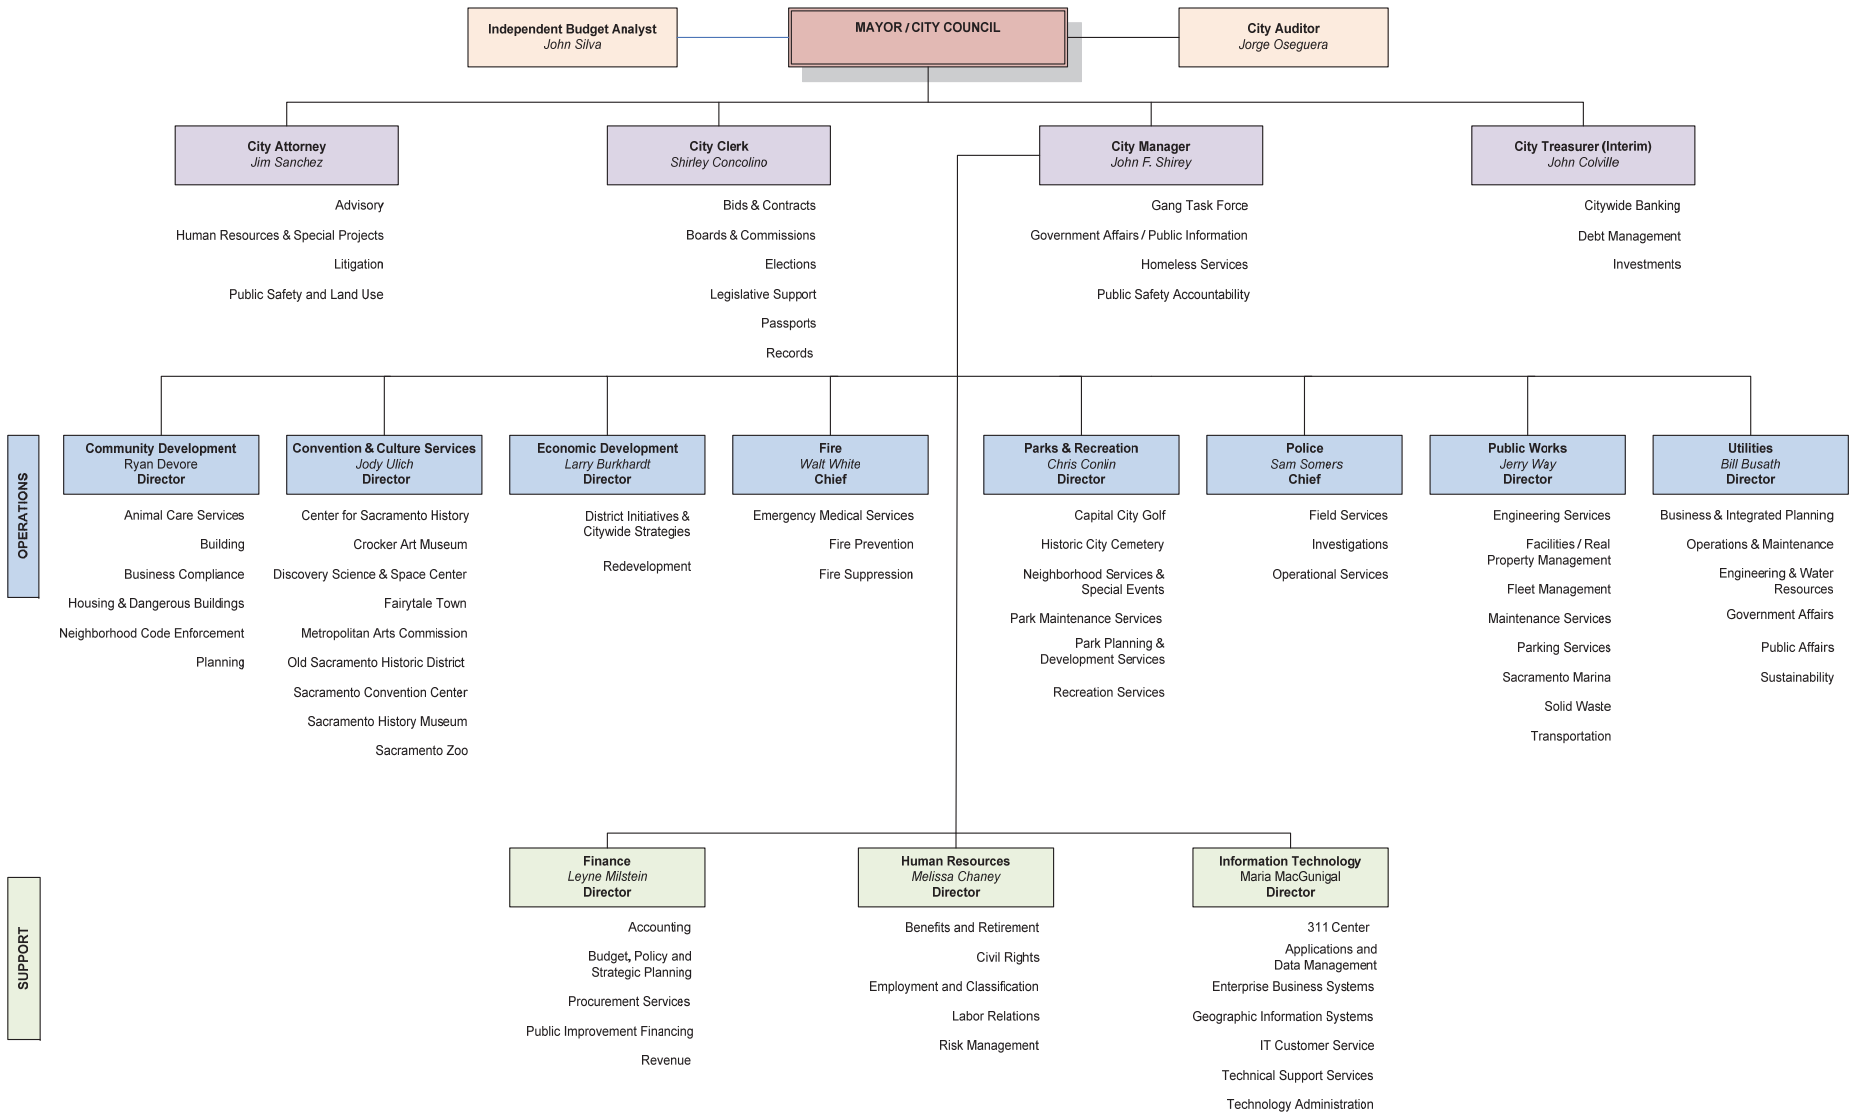 Independent Budget Analyst
John Silva
MAYOR / CITY COUNCIL
City Auditor
Jorge Oseguera
City Attorney
Jim Sanchez
Advisory
Human Resources & Special Projects
Litigation
Public Safety and Land Use
City Clerk
Shirley Concolino
Bids & Contracts
Boards & Commissions
Elections
Legislative Support
Passports
Records
City Manager
John F. Shirey
Gang Task Force
Government Affairs / Public Information
Homeless Services
Public Safety Accountability
City Treasurer (Interim)
John Colville
Citywide Banking
Debt Management
Investments
OPERATIONS
Community Development
Ryan Devore
Director
Animal Care Services
Building
Business Compliance
Housing & Dangerous Buildings
Neighborhood Code Enforcement
Planning
Convention & Culture Services
Jody Ulich
Director
Center for Sacramento History
Crocker Art Museum
Discovery Science & Space Center
Fairytale Town
Metropolitan Arts Commission
Old Sacramento Historic District
Sacramento Convention Center
Sacramento History Museum
Sacramento Zoo
Economic Development
Larry Burkhardt
Director
District Initiatives &
Citywide Strategies
Redevelopment
Fire
Walt White
Chief
Emergency Medical Services
Fire Prevention
Fire Suppression
Parks & Recreation
Chris Conlin
Director
Capital City Golf
Historic City Cemetery
Neighborhood Services &
Special Events
Park Maintenance Services
Park Planning &
Development Services
Recreation Services
Police
Sam Somers
Chief
Field Services
Investigations
Operational Services
Public Works
Jerry Way
Director
Engineering Services
Facilities / Real
Property Management
Fleet Management
Maintenance Services
Parking Services
Sacramento Marina
Solid Waste
Transportation
Utilities
Bill Busath
Director
Business & Integrated Planning
Operations & Maintenance
Engineering & Water
Resources
Government Affairs
Public Affairs
Sustainability
SUPPORT
Finance
Leyne Milstein
Director
Accounting
Budget, Policy and
Strategic Planning
Procurement Services
Public Improvement Financing
Revenue
Human Resources
Melissa Chaney
Director
Benefits and Retirement
Civil Rights
Employment and Classification
Labor Relations
Risk Management
Information Technology
Maria MacGunigal
Director
311 Center
Applications and
Data Management
Enterprise Business Systems
Geographic Information Systems
IT Customer Service
Technical Support Services
Technology Administration